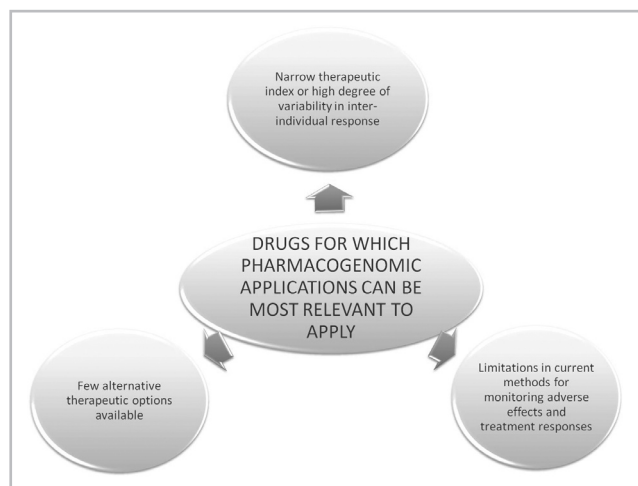 Narrow therapeutic
index or high degree of
variability in inter-
individual response
DRUGS FOR WHICH
PHARMACOGENOMIC
APPLICATIONS CAN BE
MOST RELEVANT TO
APPLY
Few alternative
therapeutic options
available
Limitations in current
methods for
monitoring adverse
effects and
treatment responses